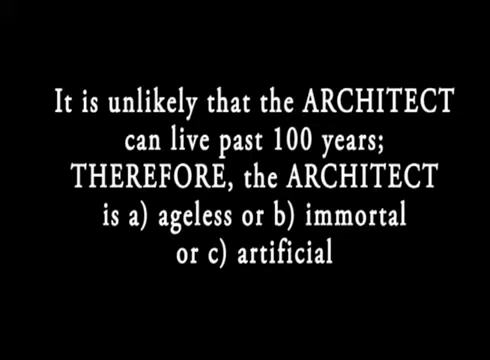 It is unlikely that the ARCHITECT
can live past 100 years;
THEREFORE, the ARCHITECT
is a) ageless or b) immortal
or c) artificial